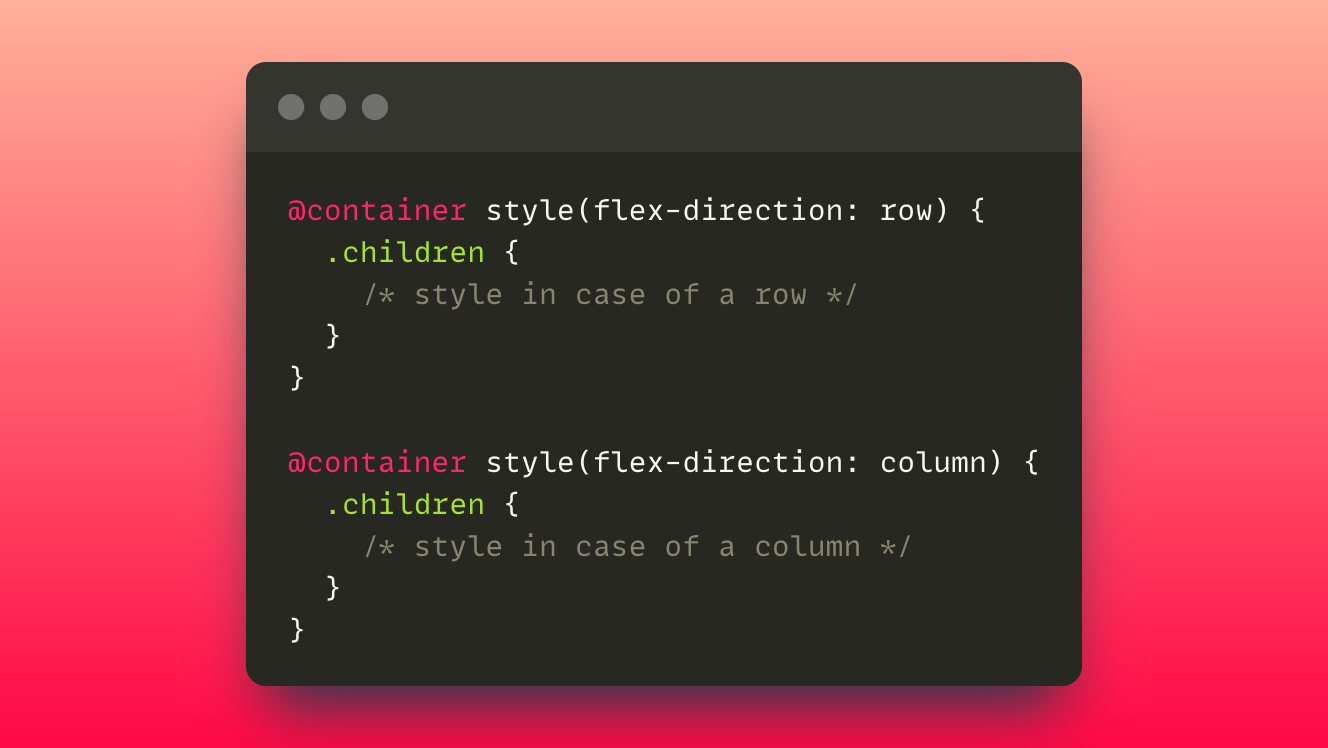 @container style(flex-direction: row) {
  .children {
    /* style in case of a row */
  }
}

@container style(flex-direction: column) {
  .children {
    /* style in case of a column */
  }
}